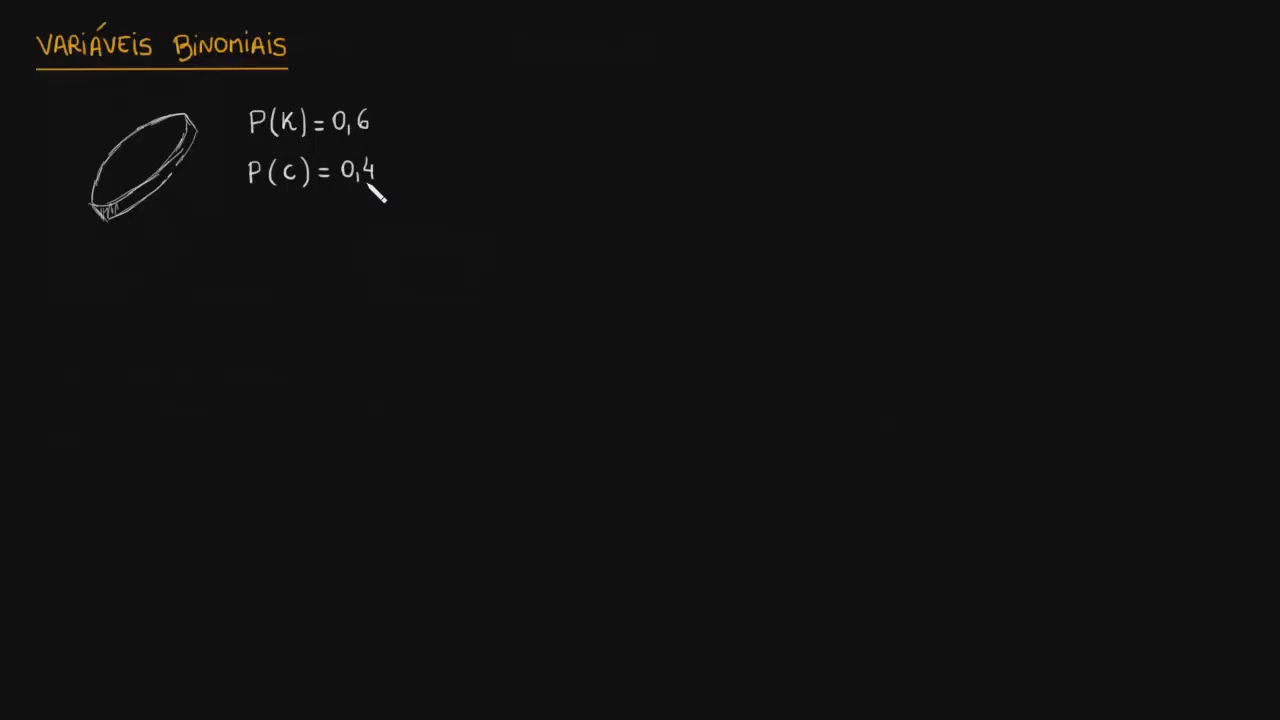 VARIÁVEIS BINOMIAIS
P(K) = 0,6
P(C) = 0,4